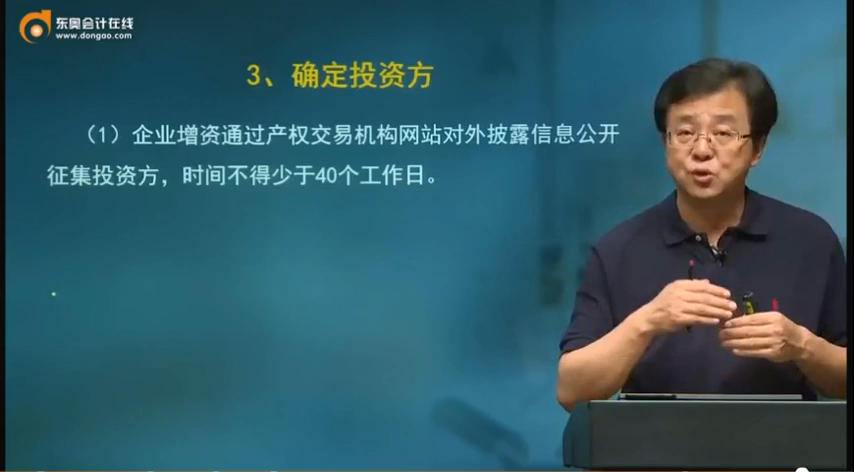 东奥会计在线
www.dongao.com
3、确定投资方
（1）企业增资通过产权交易机构网站对外披露信息公开
征集投资方，时间不得少于40个工作日。